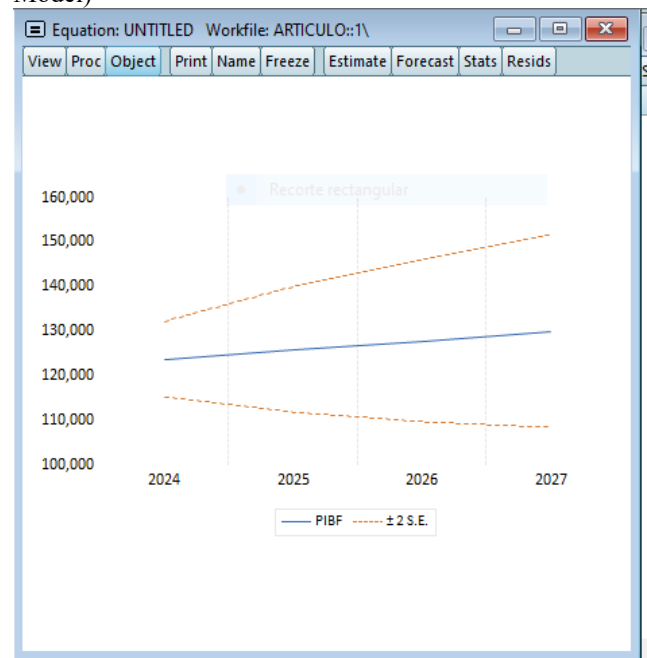 Model)
Equation: UNTITLED Workfile: ARTICULO::1\
View Proc Object Print Name Freeze Estimate Forecast Stats Resids
Recorte rectangular
160,000
150,000
140,000
130,000
120,000
110,000
100,000
2024 2025 2026 2027
PIBF ± 2 S.E.